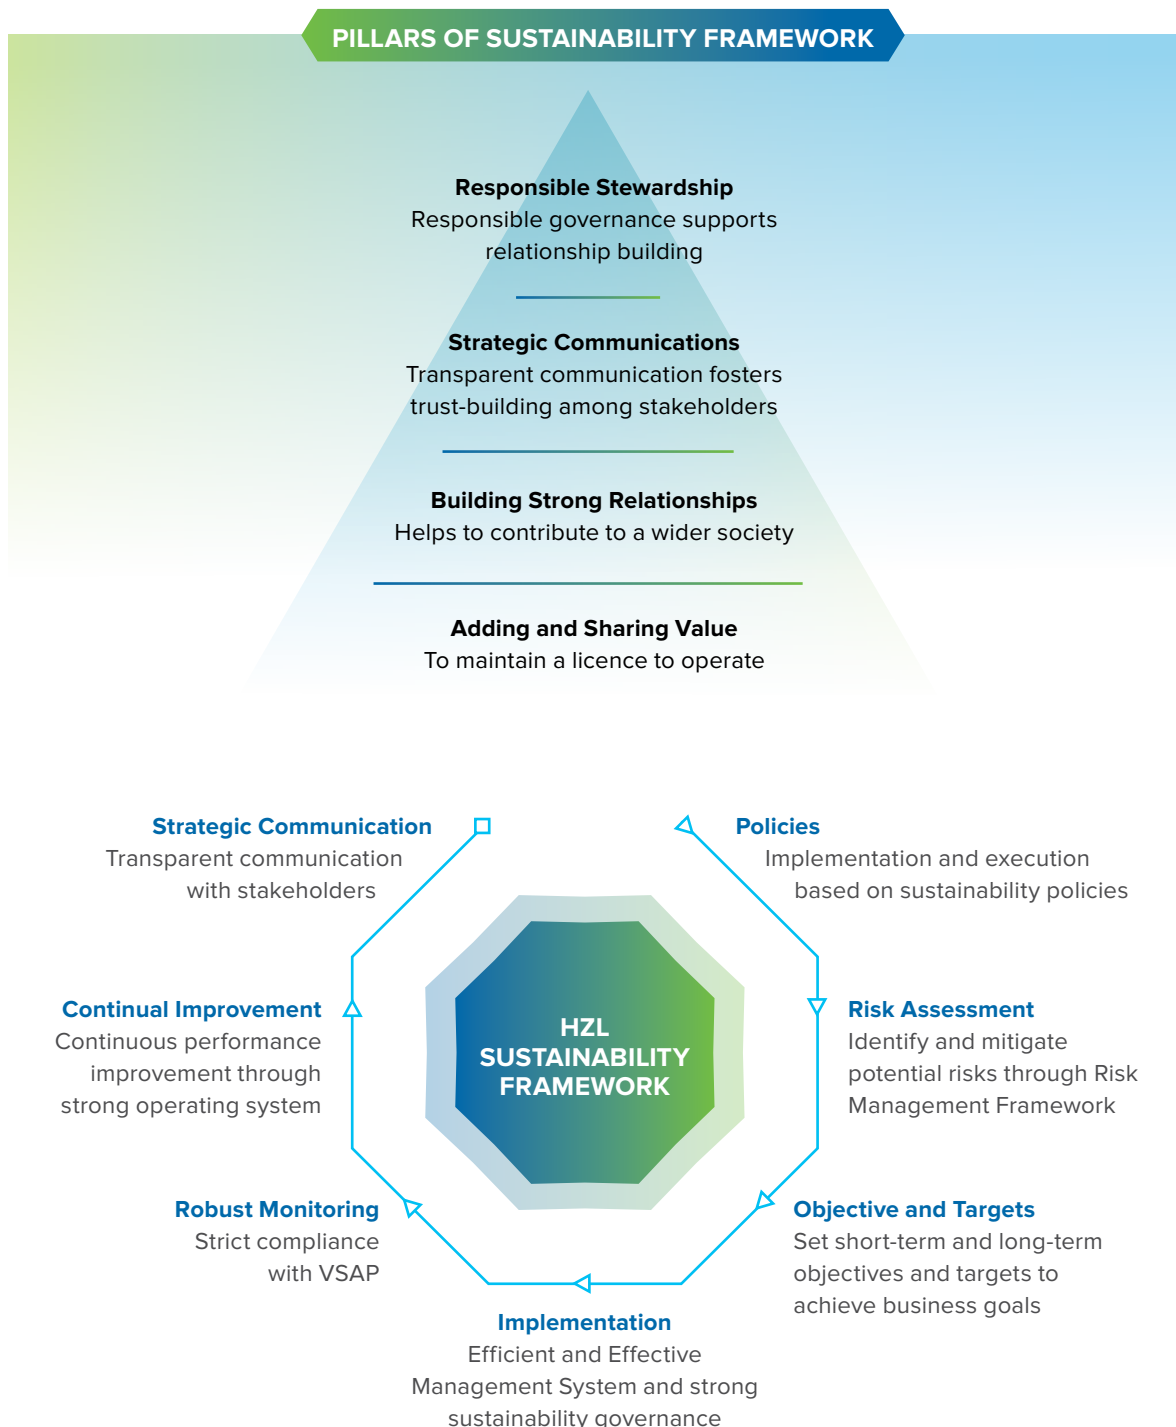 PILLARS OF SUSTAINABILITY FRAMEWORK
Responsible Stewardship
Responsible governance supports
relationship building
Strategic Communications
Transparent communication fosters
trust-building among stakeholders
Building Strong Relationships
Helps to contribute to a wider society
Adding and Sharing Value
To maintain a licence to operate
Strategic Communication
Transparent communication
with stakeholders
Policies
Implementation and execution
based on sustainability policies
Continual Improvement
Continuous performance
improvement through
strong operating system
HZL
SUSTAINABILITY
FRAMEWORK
Risk Assessment
Identify and mitigate
potential risks through Risk
Management Framework
Robust Monitoring
Strict compliance
with VSAP
Objective and Targets
Set short-term and long-term
objectives and targets to
achieve business goals
Implementation
Efficient and Effective
Management System and strong
sustainability governance